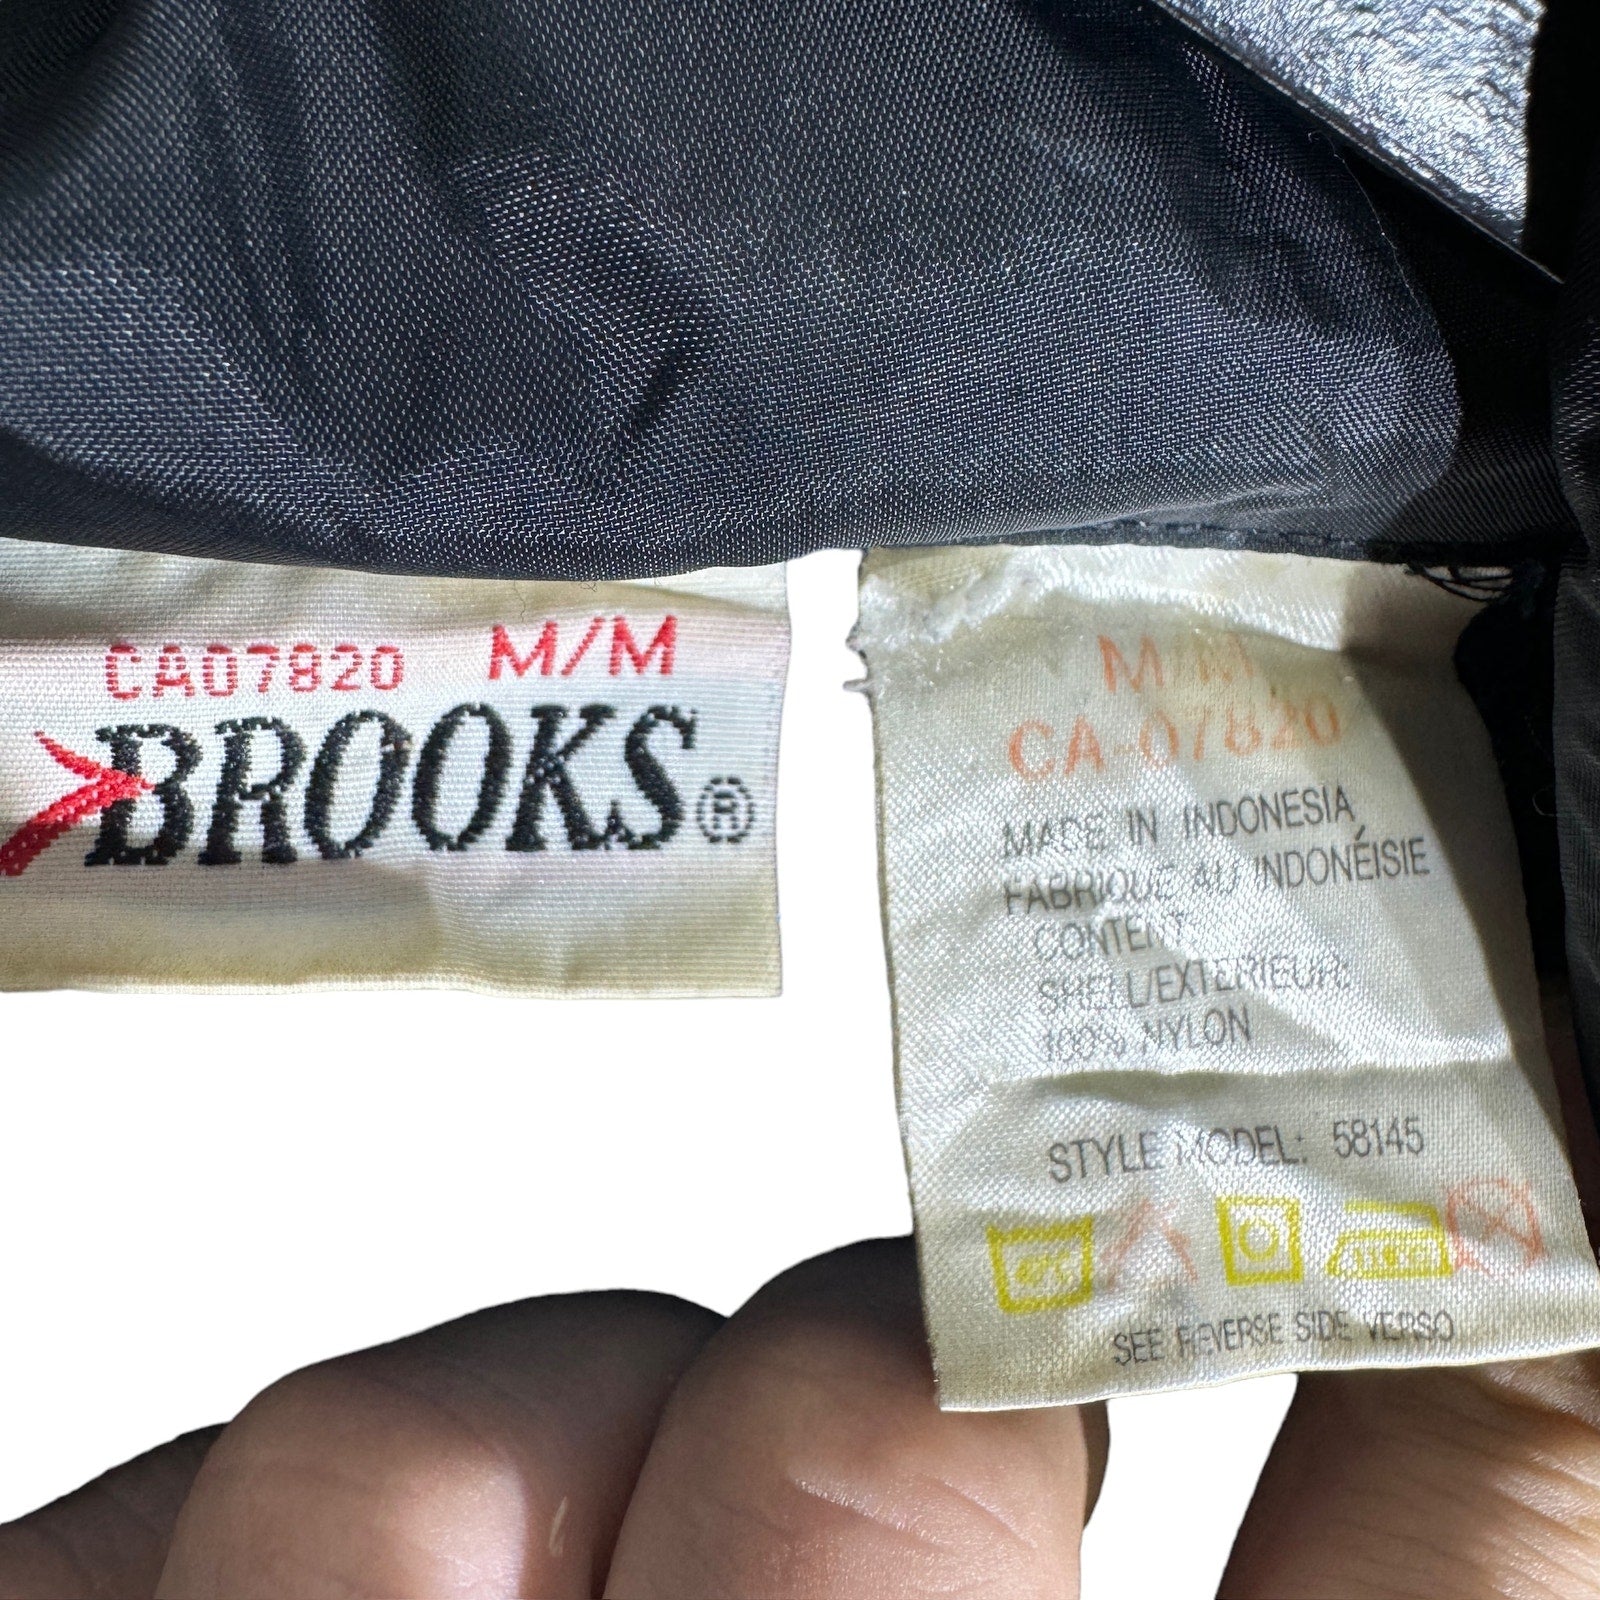 CA07820 M/M
BROOKS®
M/M
CA-07820
MADE IN INDONESIA
FABRIQUE AU INDONÉISIE
CONTENT
SHELL/EXTERIEUR:
100% NYLON
STYLE MODEL: 58145
40°C
SEE REVERSE SIDE VERSO